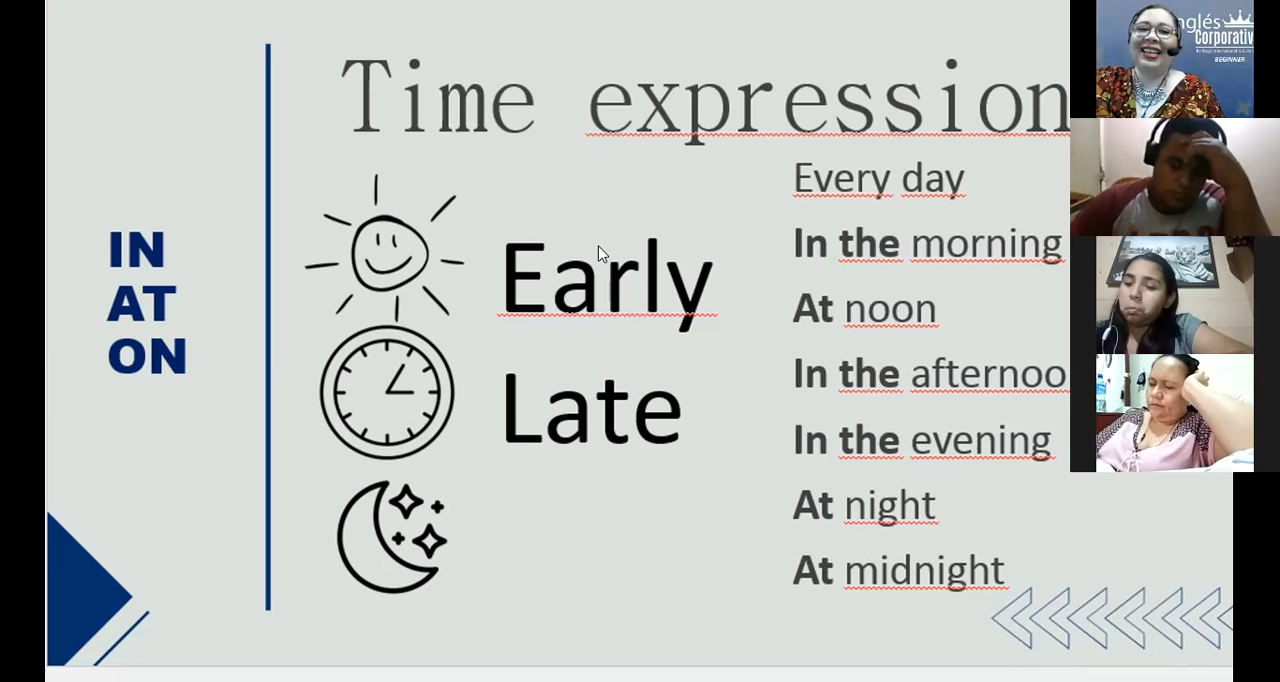 Time expression
IN
AT
ON
Early
Late
Every day
In the morning
At noon
In the afternoo
In the evening
At night
At midnight
nglés
Corporativ
BEGINNER